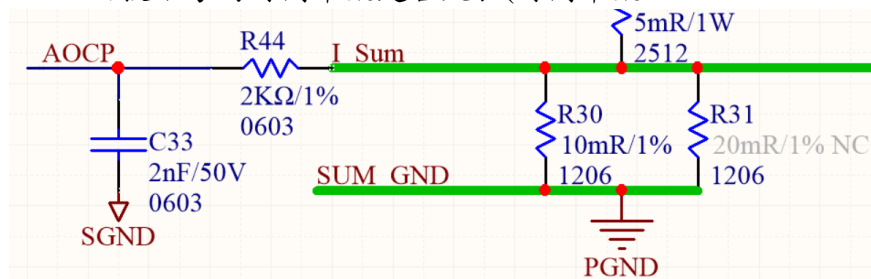 5mR/1W
2512
R44
I_Sum
AOCP
2KΩ/1%
0603
R30
10mR/1%
1206
R31
20mR/1% NC
1206
C33
2nF/50V
0603
SUM_GND
SGND
PGND